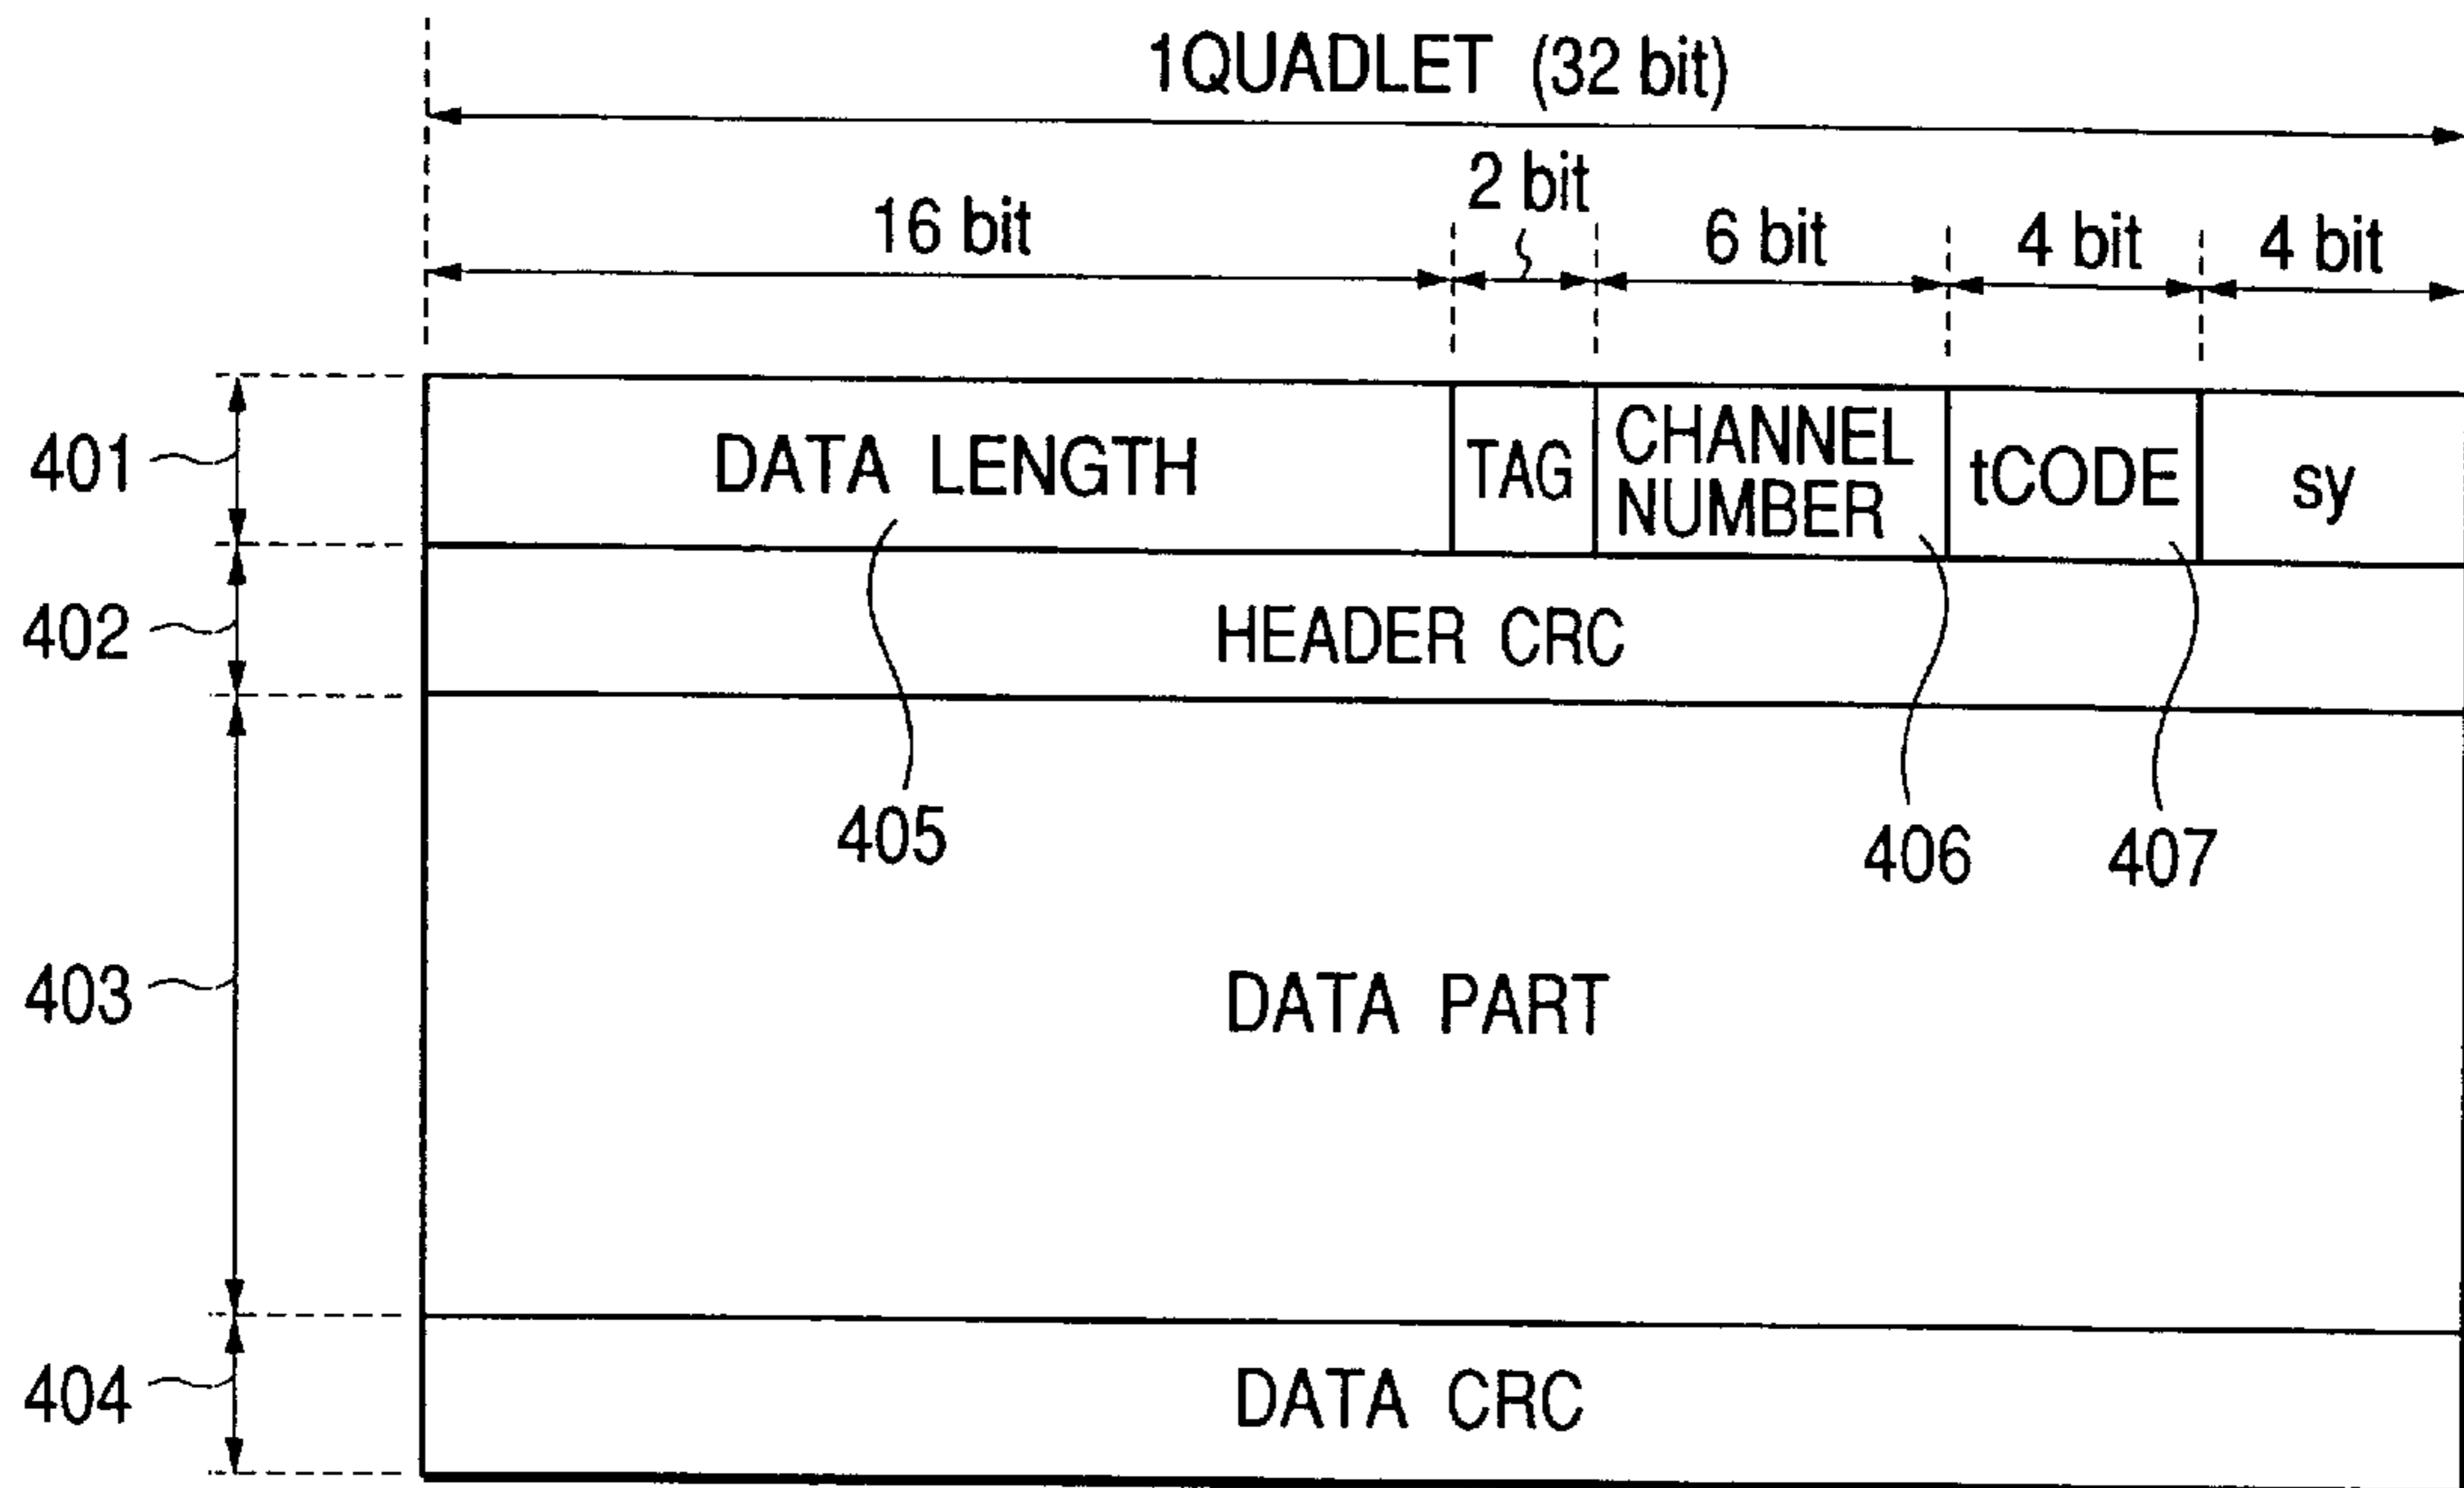 1QUADLET (32 bit)
16 bit
2 bit
6 bit
4 bit
4 bit
401
DATA LENGTH
TAG
CHANNEL
NUMBER
tCODE
sy
402
HEADER CRC
405
406
407
403
DATA PART
404
DATA CRC